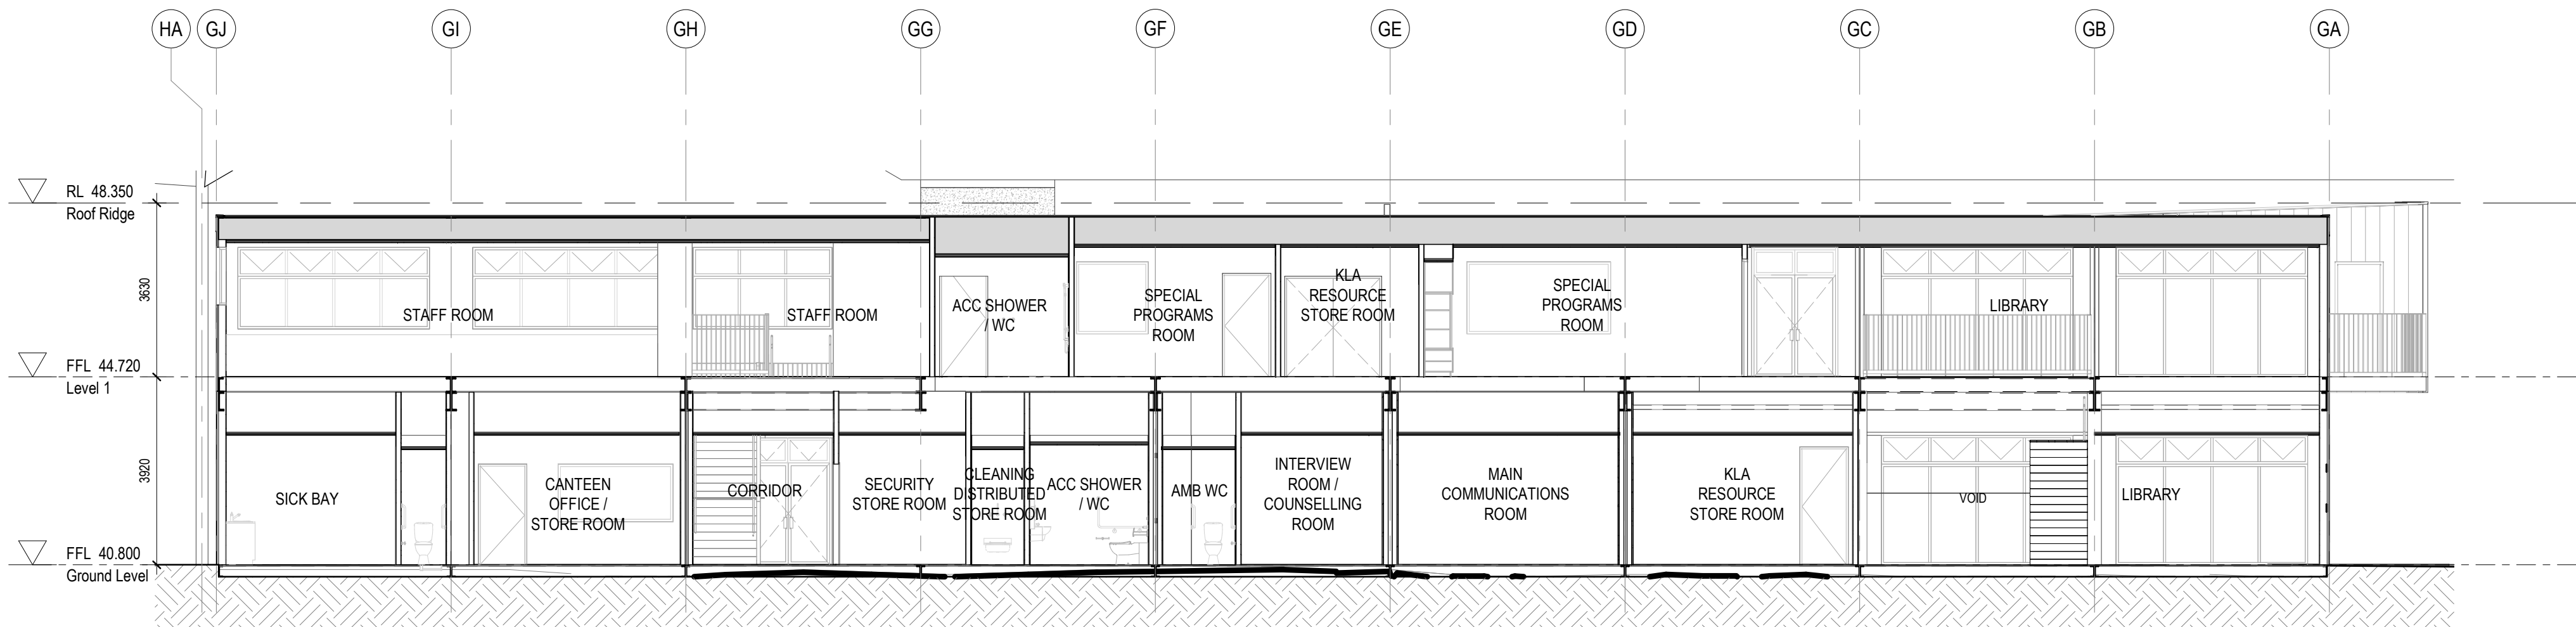 HA
GJ
GI
GH
GG
GF
GE
GD
GC
GB
GA
RL 48.350
Roof Ridge
3630
FFL 44.720
Level 1
3920
FFL 40.800
Ground Level
STAFF ROOM
STAFF ROOM
ACC SHOWER
/ WC
SPECIAL
PROGRAMS
ROOM
KLA
RESOURCE
STORE ROOM
SPECIAL
PROGRAMS
ROOM
LIBRARY
SICK BAY
CANTEEN
OFFICE /
STORE ROOM
CORRIDOR
SECURITY
STORE ROOM
CLEANING
DISTRIBUTED
STORE ROOM
ACC SHOWER
/ WC
AMB WC
INTERVIEW
ROOM /
COUNSELLING
ROOM
MAIN
COMMUNICATIONS
ROOM
KLA
RESOURCE
STORE ROOM
VOID
LIBRARY